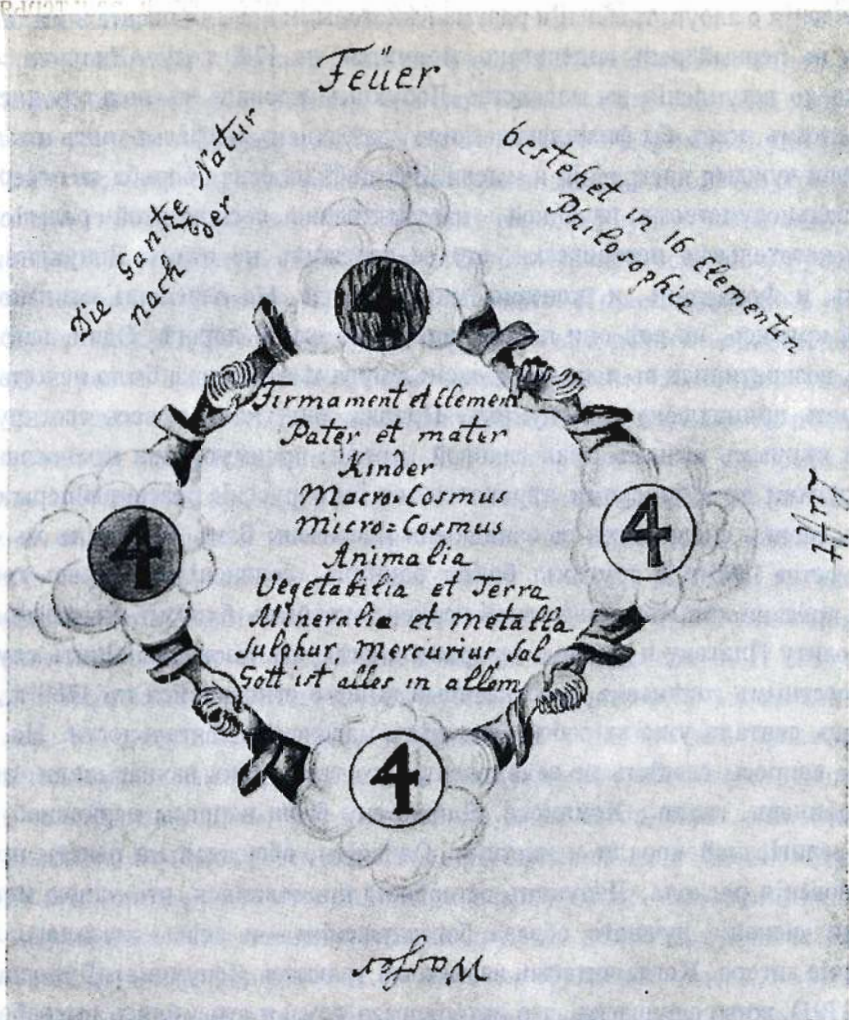 Feüer
Die Gantze Natur
nach der
bestehet in 16 Elementen
Philosophie
4
Firmament et Element
Pater et mater
Kinder
Macro=Cosmus
Micro=Cosmus
Animalia
Vegetabilia et Terra
Mineralia et metalla
Sulphur, Mercurius, Sal,
Gott ist alles in allem
4
4
4
Wasser